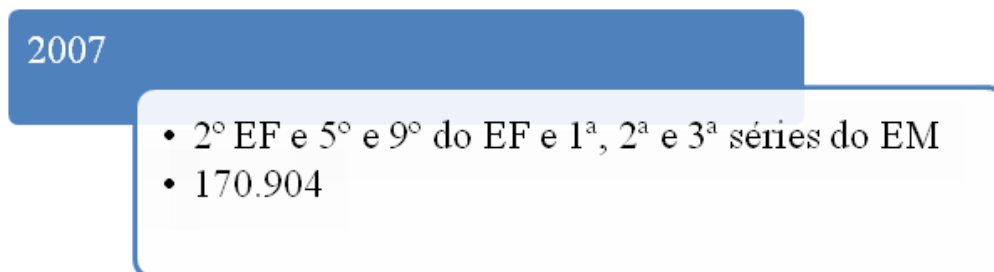 2007
• 2º EF e 5º e 9º do EF e 1ª, 2ª e 3ª séries do EM
• 170.904